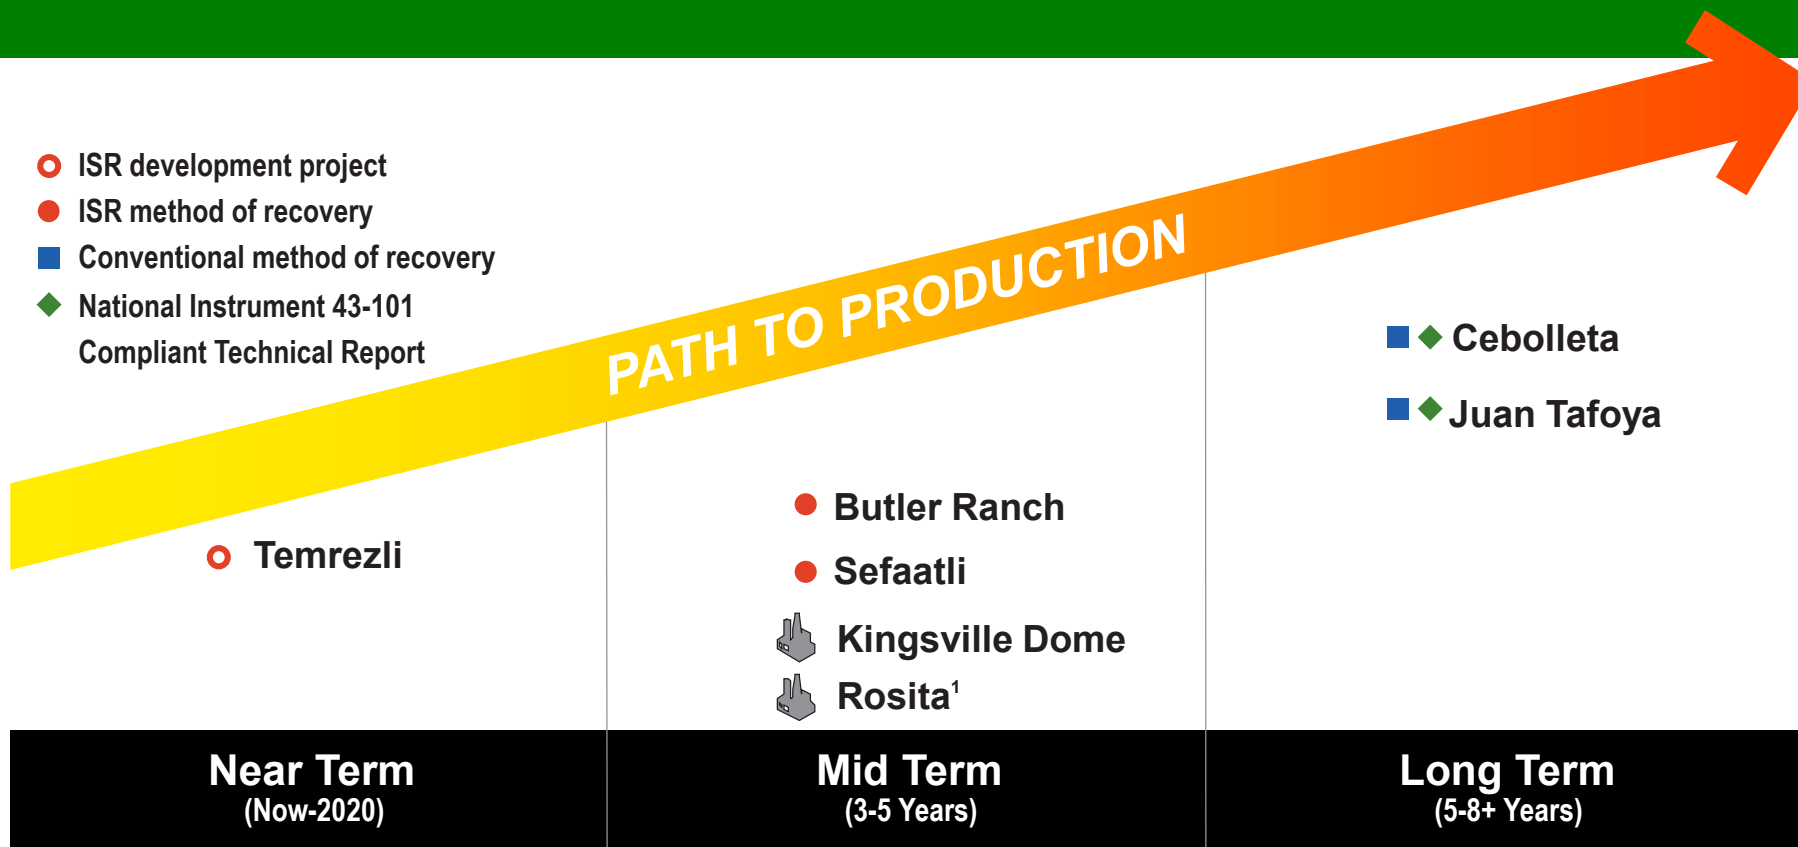 ISR development project
ISR method of recovery
Conventional method of recovery
National Instrument 43-101
Compliant Technical Report
PATH TO PRODUCTION
Temrezli
Butler Ranch
Sefaatli
Kingsville Dome
Rosita¹
Cebolleta
Juan Tafoya
Near Term
(Now-2020)
Mid Term
(3-5 Years)
Long Term
(5-8+ Years)